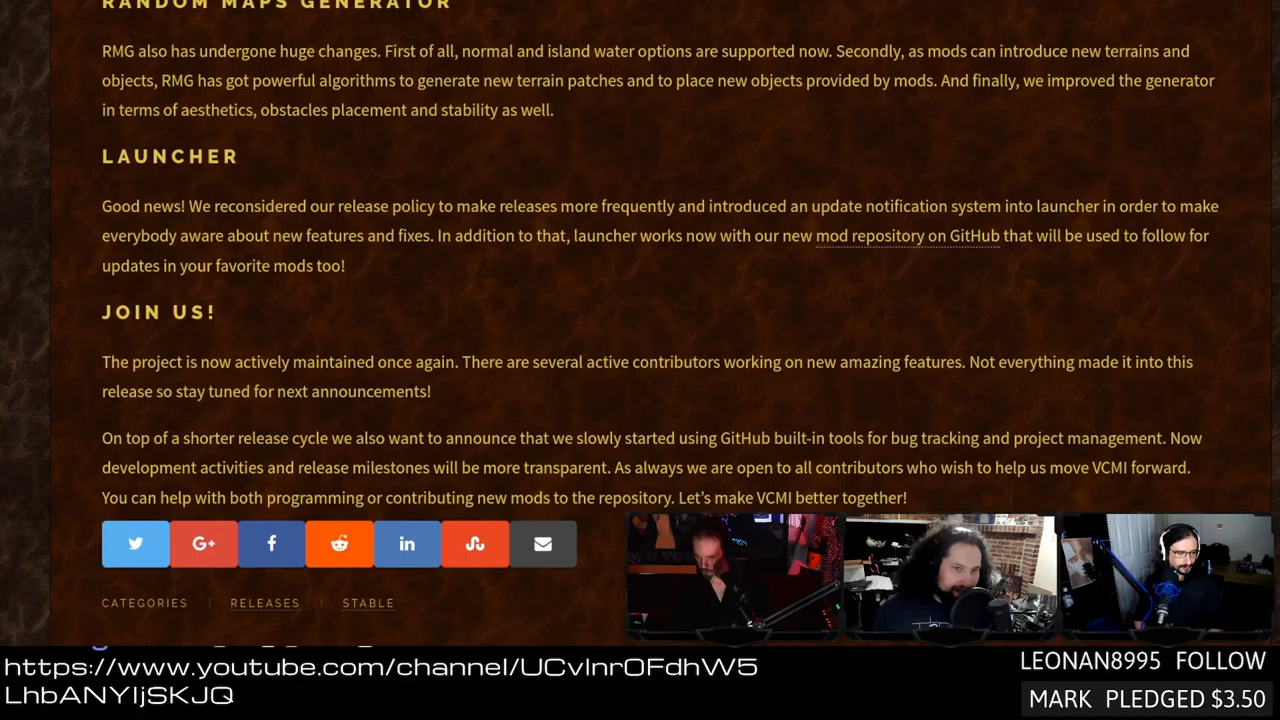 RANDOM MAPS GENERATOR
RMG also has undergone huge changes. First of all, normal and island water options are supported now. Secondly, as mods can introduce new terrains and
objects, RMG has got powerful algorithms to generate new terrain patches and to place new objects provided by mods. And finally, we improved the generator
in terms of aesthetics, obstacles placement and stability as well.
LAUNCHER
Good news! We reconsidered our release policy to make releases more frequently and introduced an update notification system into launcher in order to make
everybody aware about new features and fixes. In addition to that, launcher works now with our new mod repository on GitHub that will be used to follow for
updates in your favorite mods too!
JOIN US!
The project is now actively maintained once again. There are several active contributors working on new amazing features. Not everything made it into this
release so stay tuned for next announcements!
On top of a shorter release cycle we also want to announce that we slowly started using GitHub built-in tools for bug tracking and project management. Now
development activities and release milestones will be more transparent. As always we are open to all contributors who wish to help us move VCMI forward.
You can help with both programming or contributing new mods to the repository. Let's make VCMI better together!
G+ f in
CATEGORIES | RELEASES | STABLE
https://www.youtube.com/channel/UCvInrOFdhW5
LhbANYIjSKJQ
LEONAN8995 FOLLOW
MARK PLEDGED $3.50